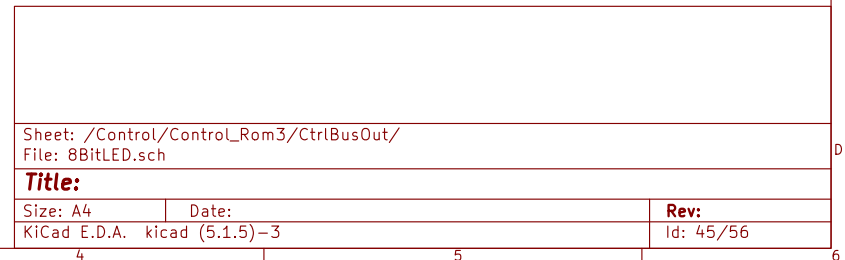 Sheet: /Control/Control_Rom3/CtrlBusOut/
File: 8BitLED.sch
D
Title:
Size: A4 Date: Rev:
KiCad E.D.A. kicad (5.1.5)-3 Id: 45/56
4 5 6